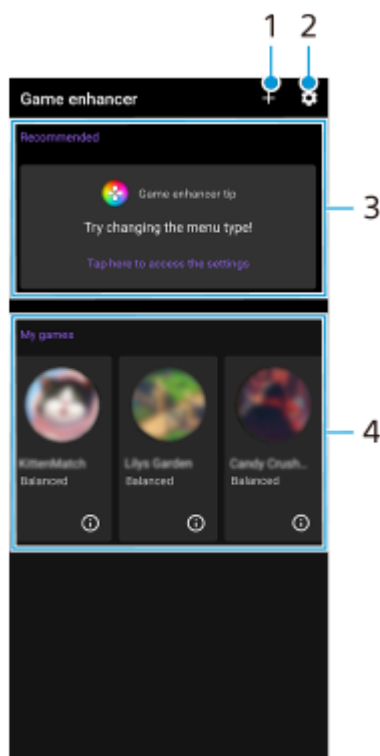 1 2
Game enhancer
Recommended
Game enhancer tip
Try changing the menu type!
Tap here to access the settings
3
My games
KittenMatch
Lilys Garden
Candy Crush...
Balanced
Balanced
Balanced
4